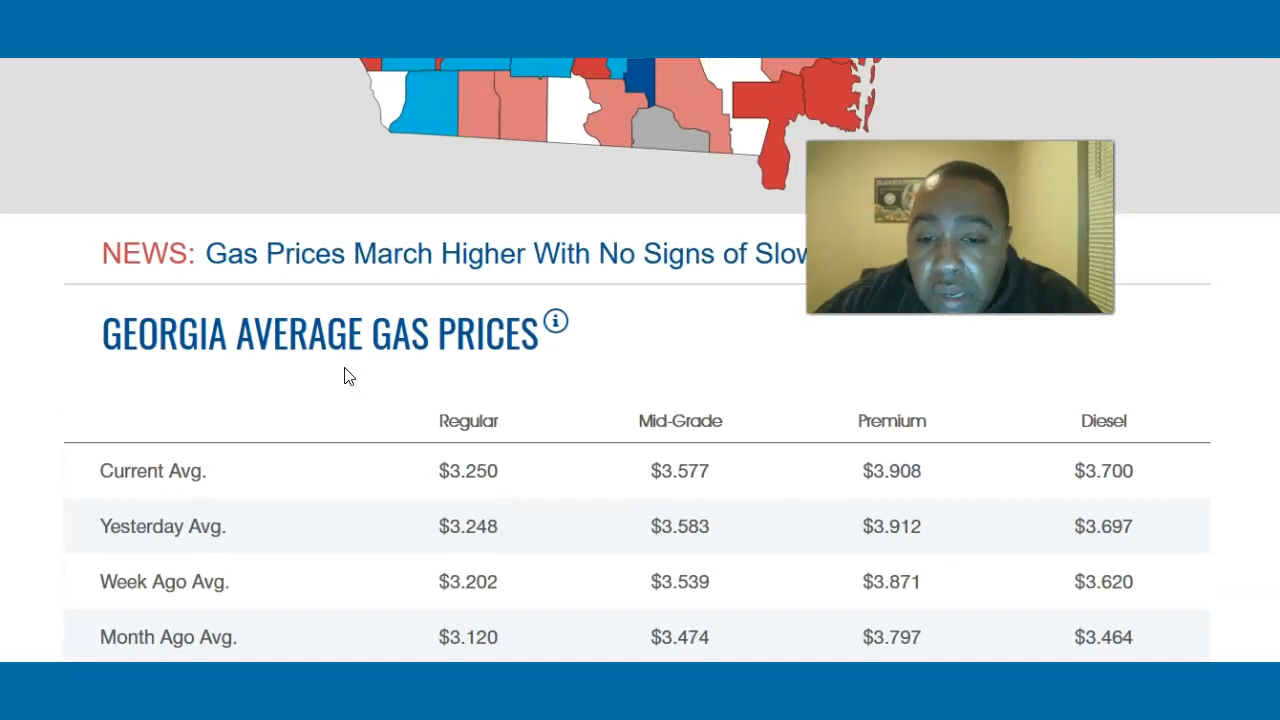 NEWS: Gas Prices March Higher With No Signs of Slow
GEORGIA AVERAGE GAS PRICES
Regular Mid-Grade Premium Diesel
Current Avg. $3.250 $3.577 $3.908 $3.700
Yesterday Avg. $3.248 $3.583 $3.912 $3.697
Week Ago Avg. $3.202 $3.539 $3.871 $3.620
Month Ago Avg. $3.120 $3.474 $3.797 $3.464